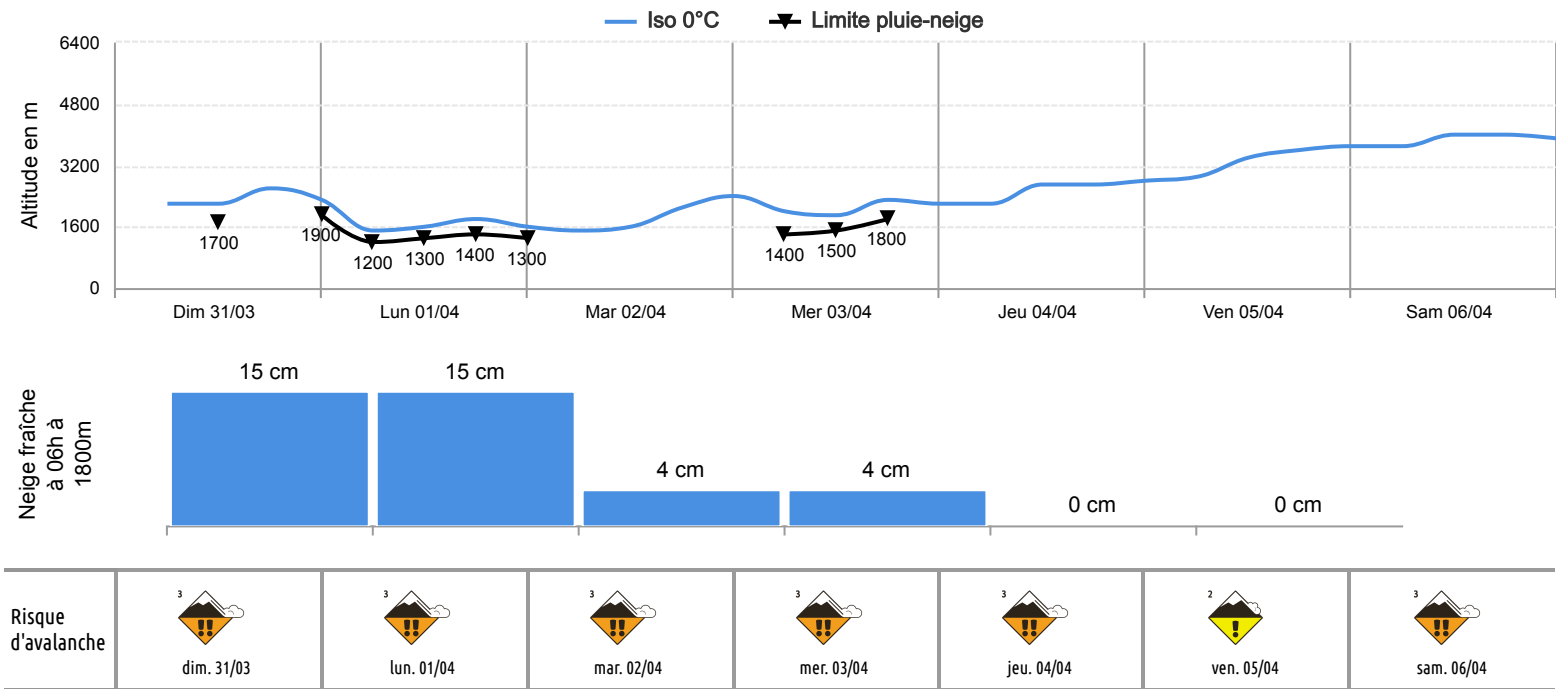 Iso 0°C Limite pluie-neige
Altitude en m
6400
4800
3200
1600
0
1700
1900
1200
1300
1400
1300
1400
1500
1800
Dim 31/03 Lun 01/04 Mar 02/04 Mer 03/04 Jeu 04/04 Ven 05/04 Sam 06/04
Neige fraîche
à 06h à
1800m
15 cm 15 cm 4 cm 4 cm 0 cm 0 cm
Risque
d'avalanche
3 3 3 3 3 2 3
!! !! !! !! !! ! !!
dim. 31/03 lun. 01/04 mar. 02/04 mer. 03/04 jeu. 04/04 ven. 05/04 sam. 06/04